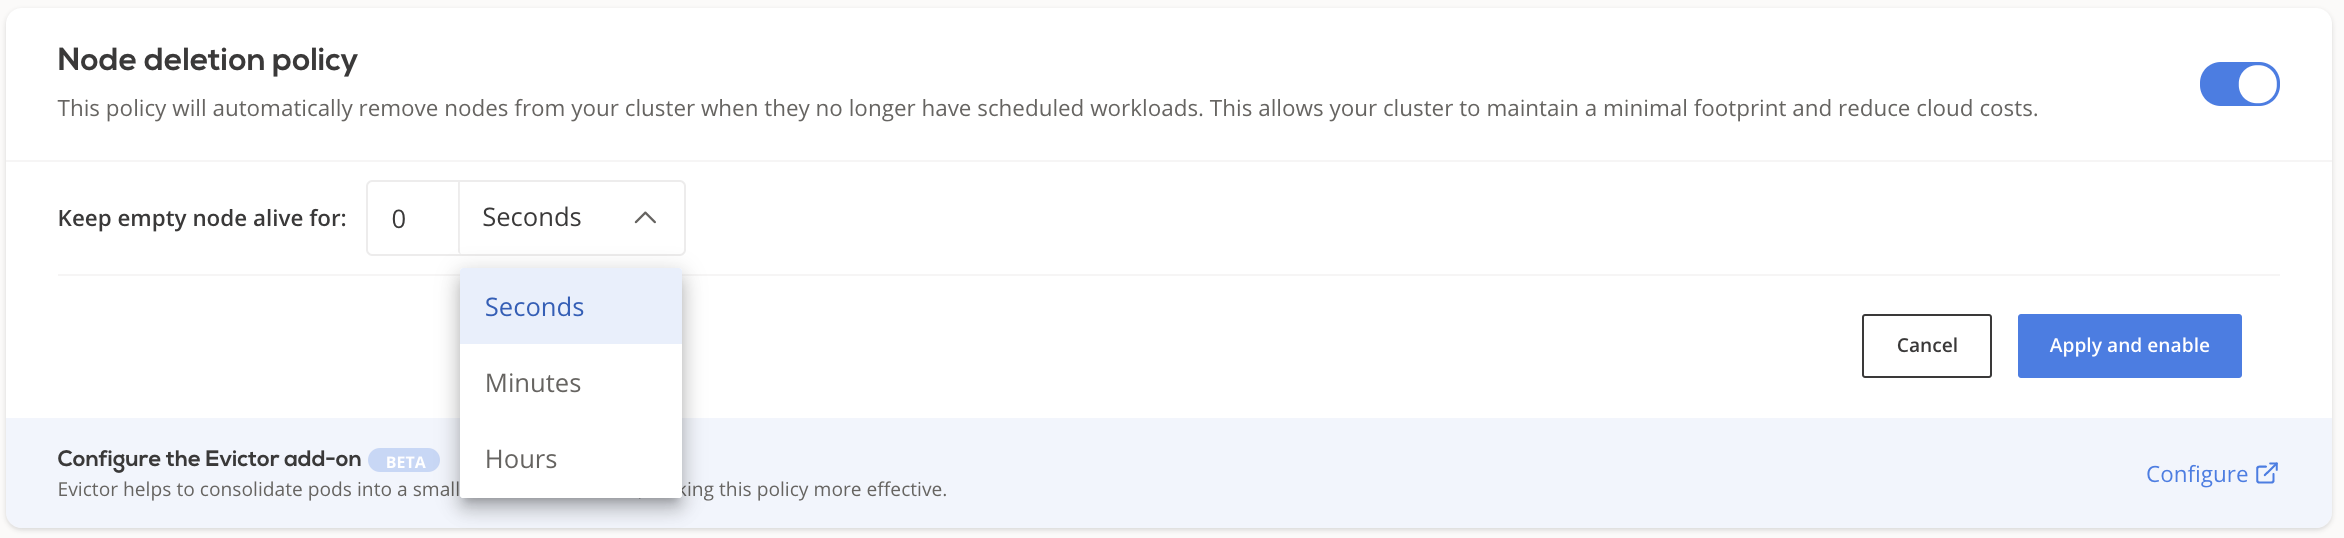 Node deletion policy
This policy will automatically remove nodes from your cluster when they no longer have scheduled workloads. This allows your cluster to maintain a minimal footprint and reduce cloud costs.
Keep empty node alive for: 0 Seconds
Seconds
Minutes
Hours
Cancel Apply and enable
Configure the Evictor add-on BETA
Evictor helps to consolidate pods into a small king this policy more effective.
Configure